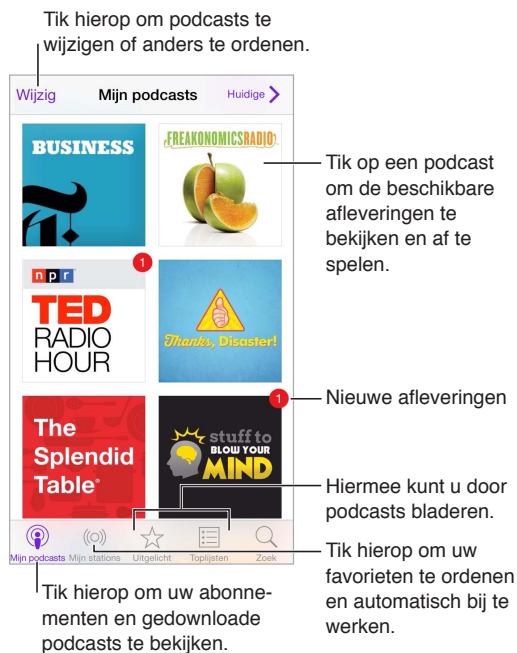 Tik hierop om podcasts te
wijzigen of anders te ordenen.
Wijzig
Mijn podcasts
Huidige
BUSINESS
FREAKONOMICSRADIO
Tik op een podcast
om de beschikbare
afleveringen te
bekijken en af te
spelen.
npr
1
TED
RADIO
HOUR
Thanks, Disaster!
1
Nieuwe afleveringen
The
Splendid
Table®
stuff to
BLOW YOUR
MIND
Hiermee kunt u door
podcasts bladeren.
Mijn podcasts
Mijn stations
Uitgelicht
Toplijsten
Zoek
Tik hierop om uw
favorieten te ordenen
en automatisch bij te
werken.
Tik hierop om uw abonne-
menten en gedownloade
podcasts te bekijken.